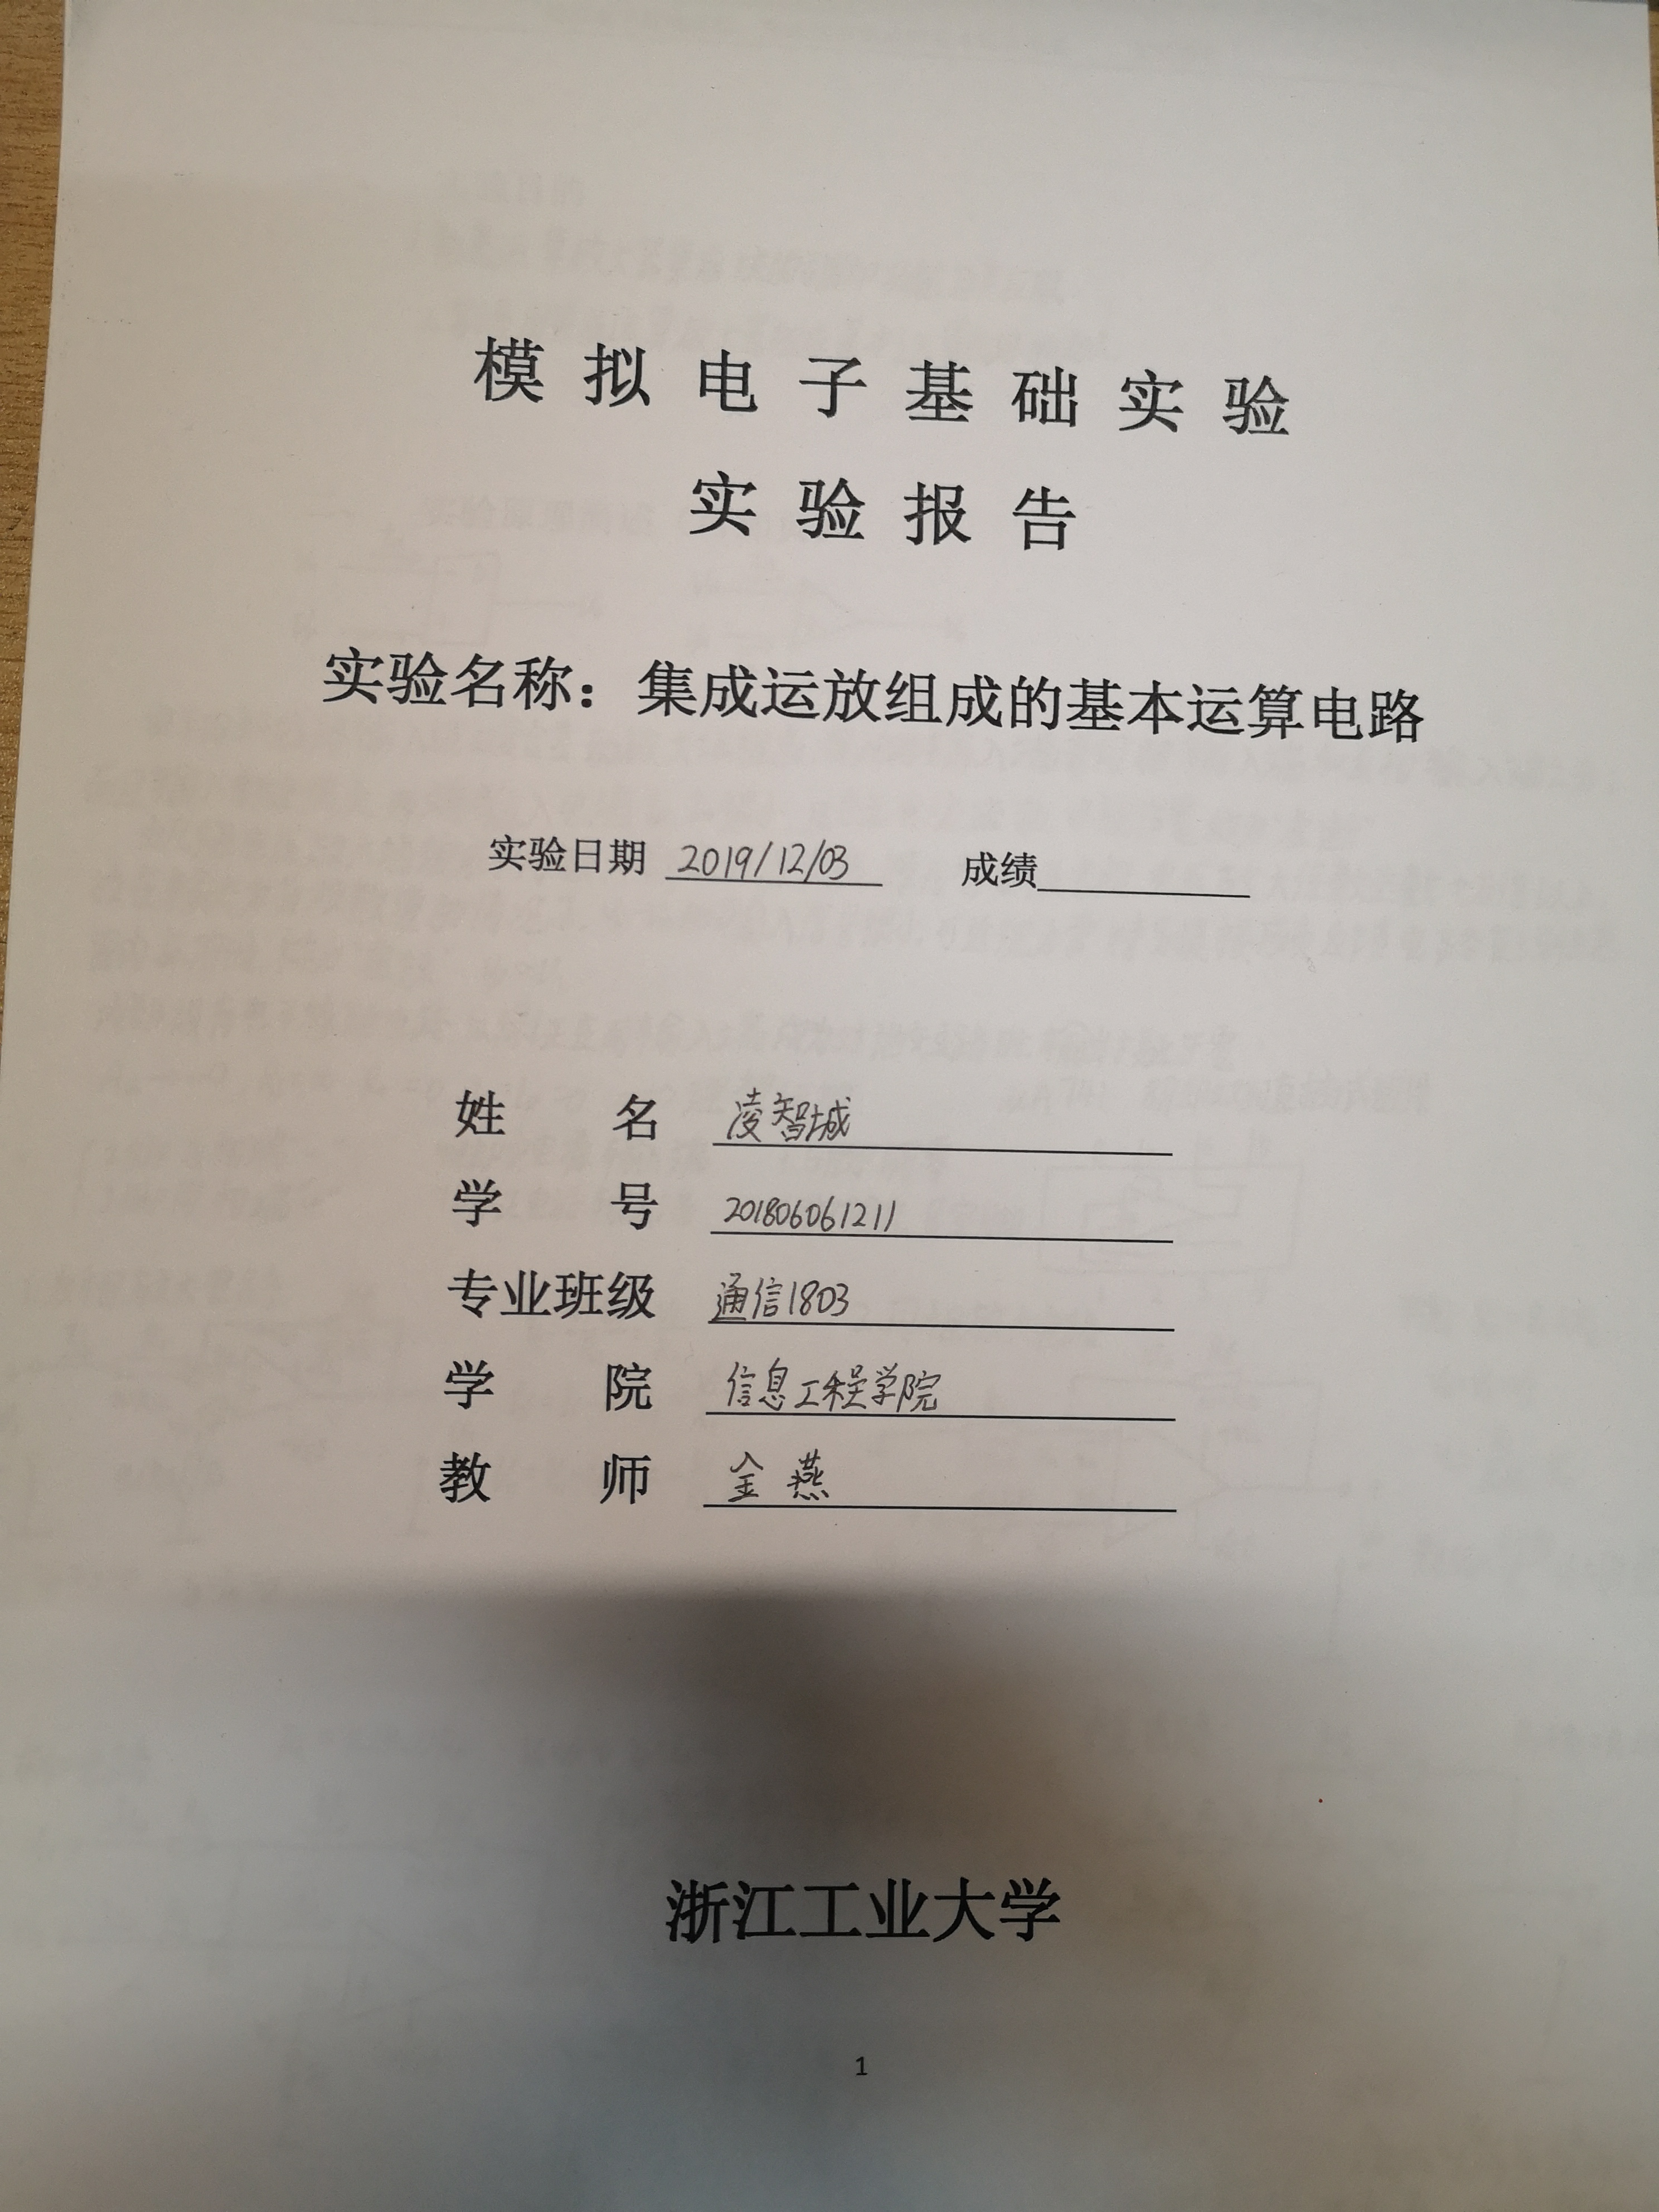 模拟电子基础实验
实验报告
实验名称：集成运放组成的基本运算电路
实验日期 2019/12/03 成绩
姓名 凌智城
学号 201806061211
专业班级 通信1803
学院 信息工程学院
教师 金燕
浙江工业大学
1